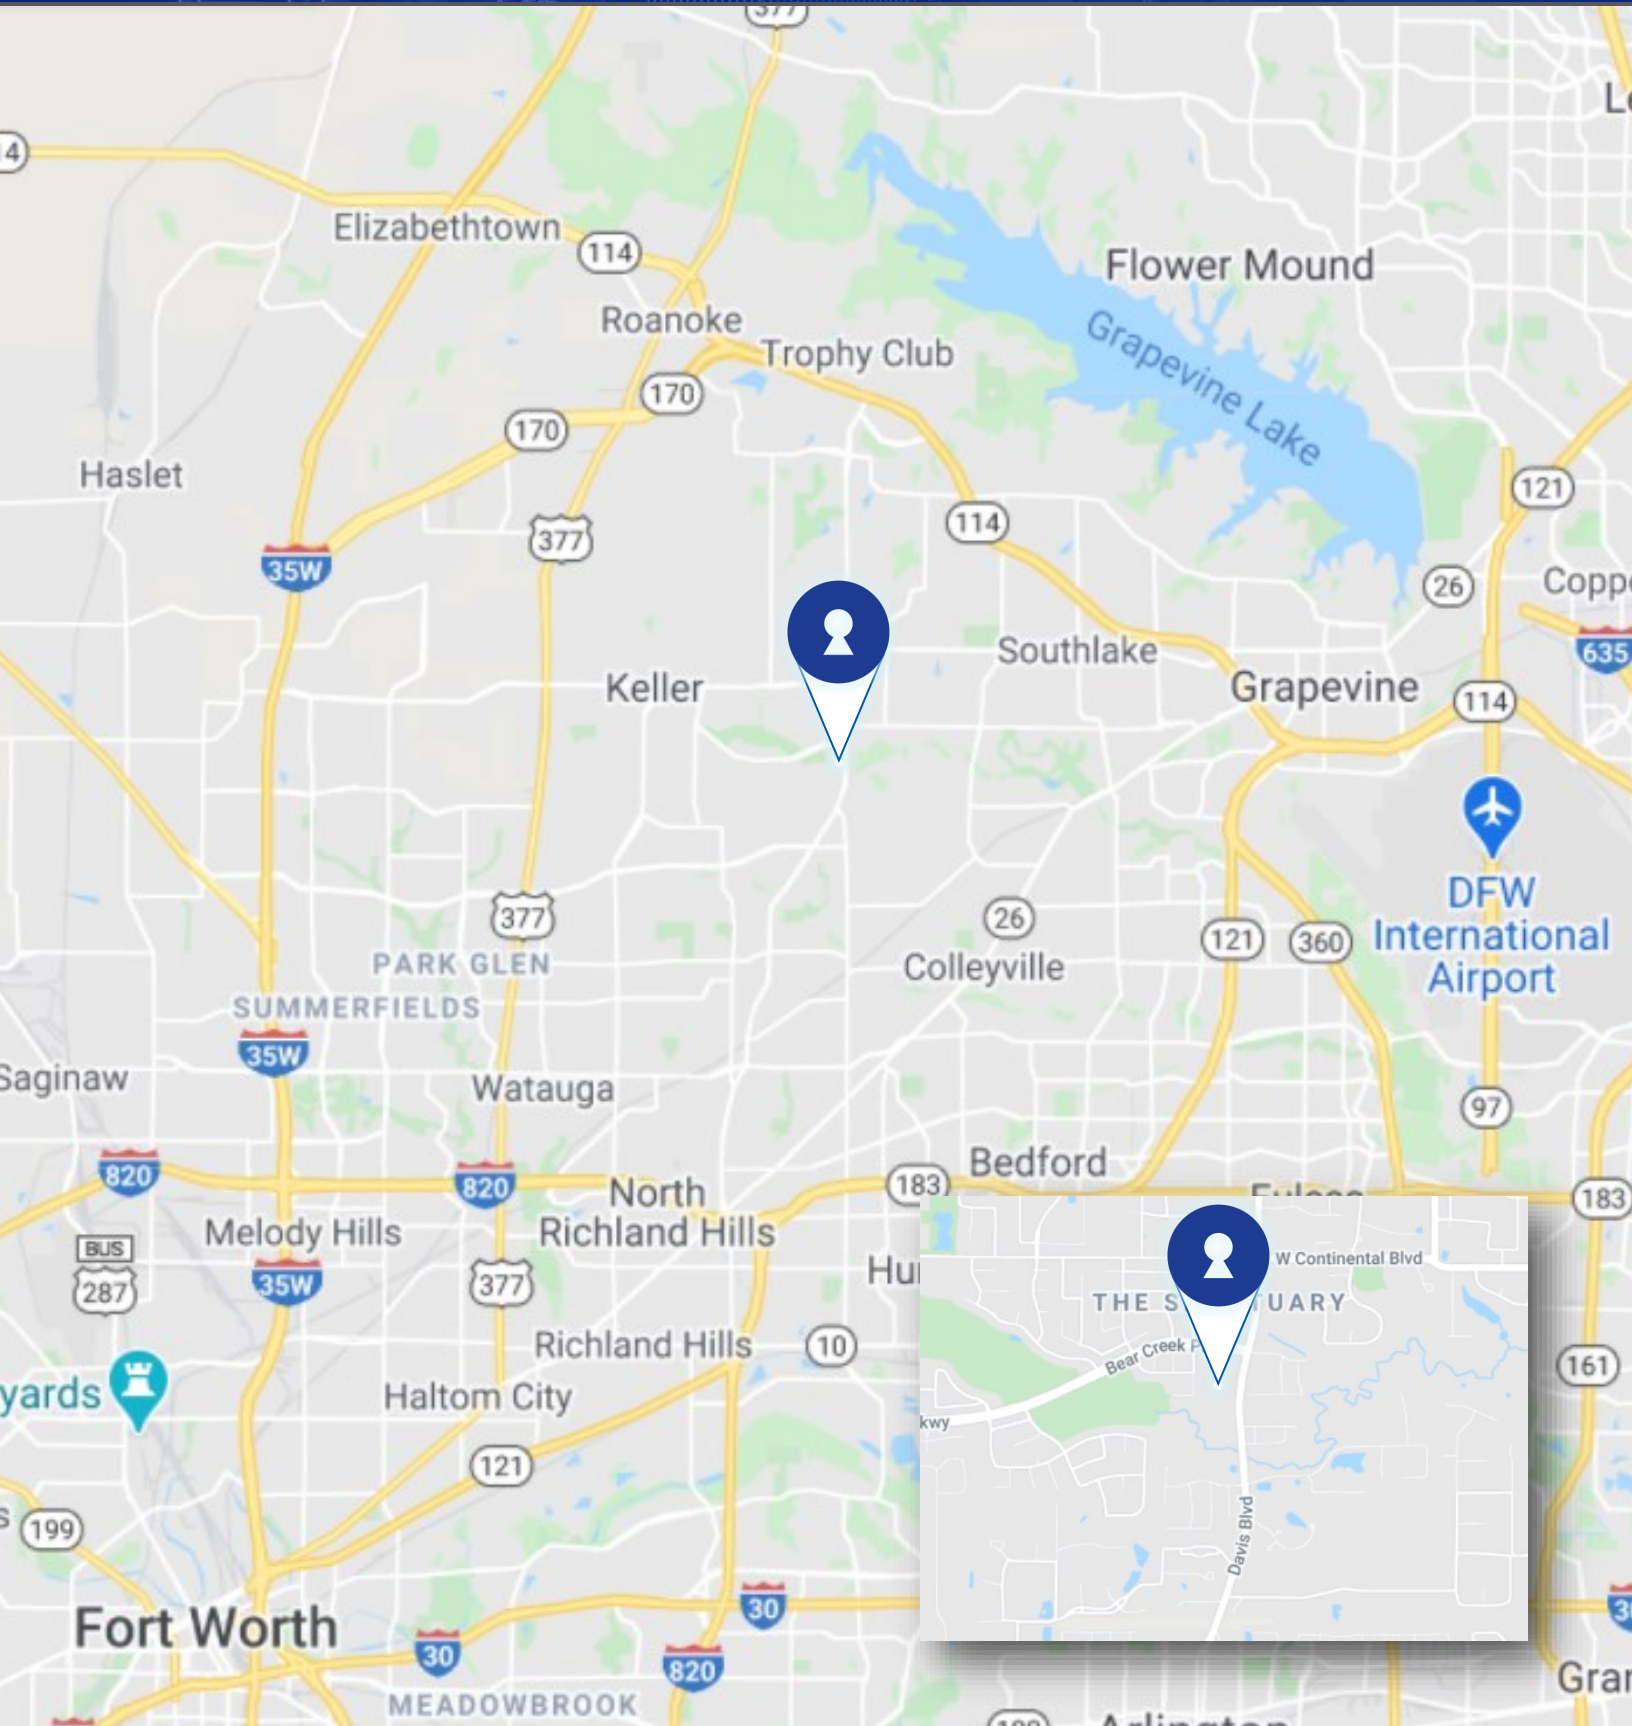 377
Elizabethtown
114
Flower Mound
Roanoke
Trophy Club
Grapevine Lake
170
170
Haslet
121
377
114
35W
26
Southlake
635
Keller
Grapevine
114
DFW
International
Airport
377
26
121
360
PARK GLEN
Colleyville
SUMMERFIELDS
35W
Saginaw
Watauga
97
820
820
Bedford
183
183
North
Richland Hills
Melody Hills
BUS
287
35W
377
W Continental Blvd
Richland Hills
10
Bear Creek
161
yards
Haltom City
kwy
121
Davis Blvd
199
Fort Worth
30
30
820
MEADOWBROOK